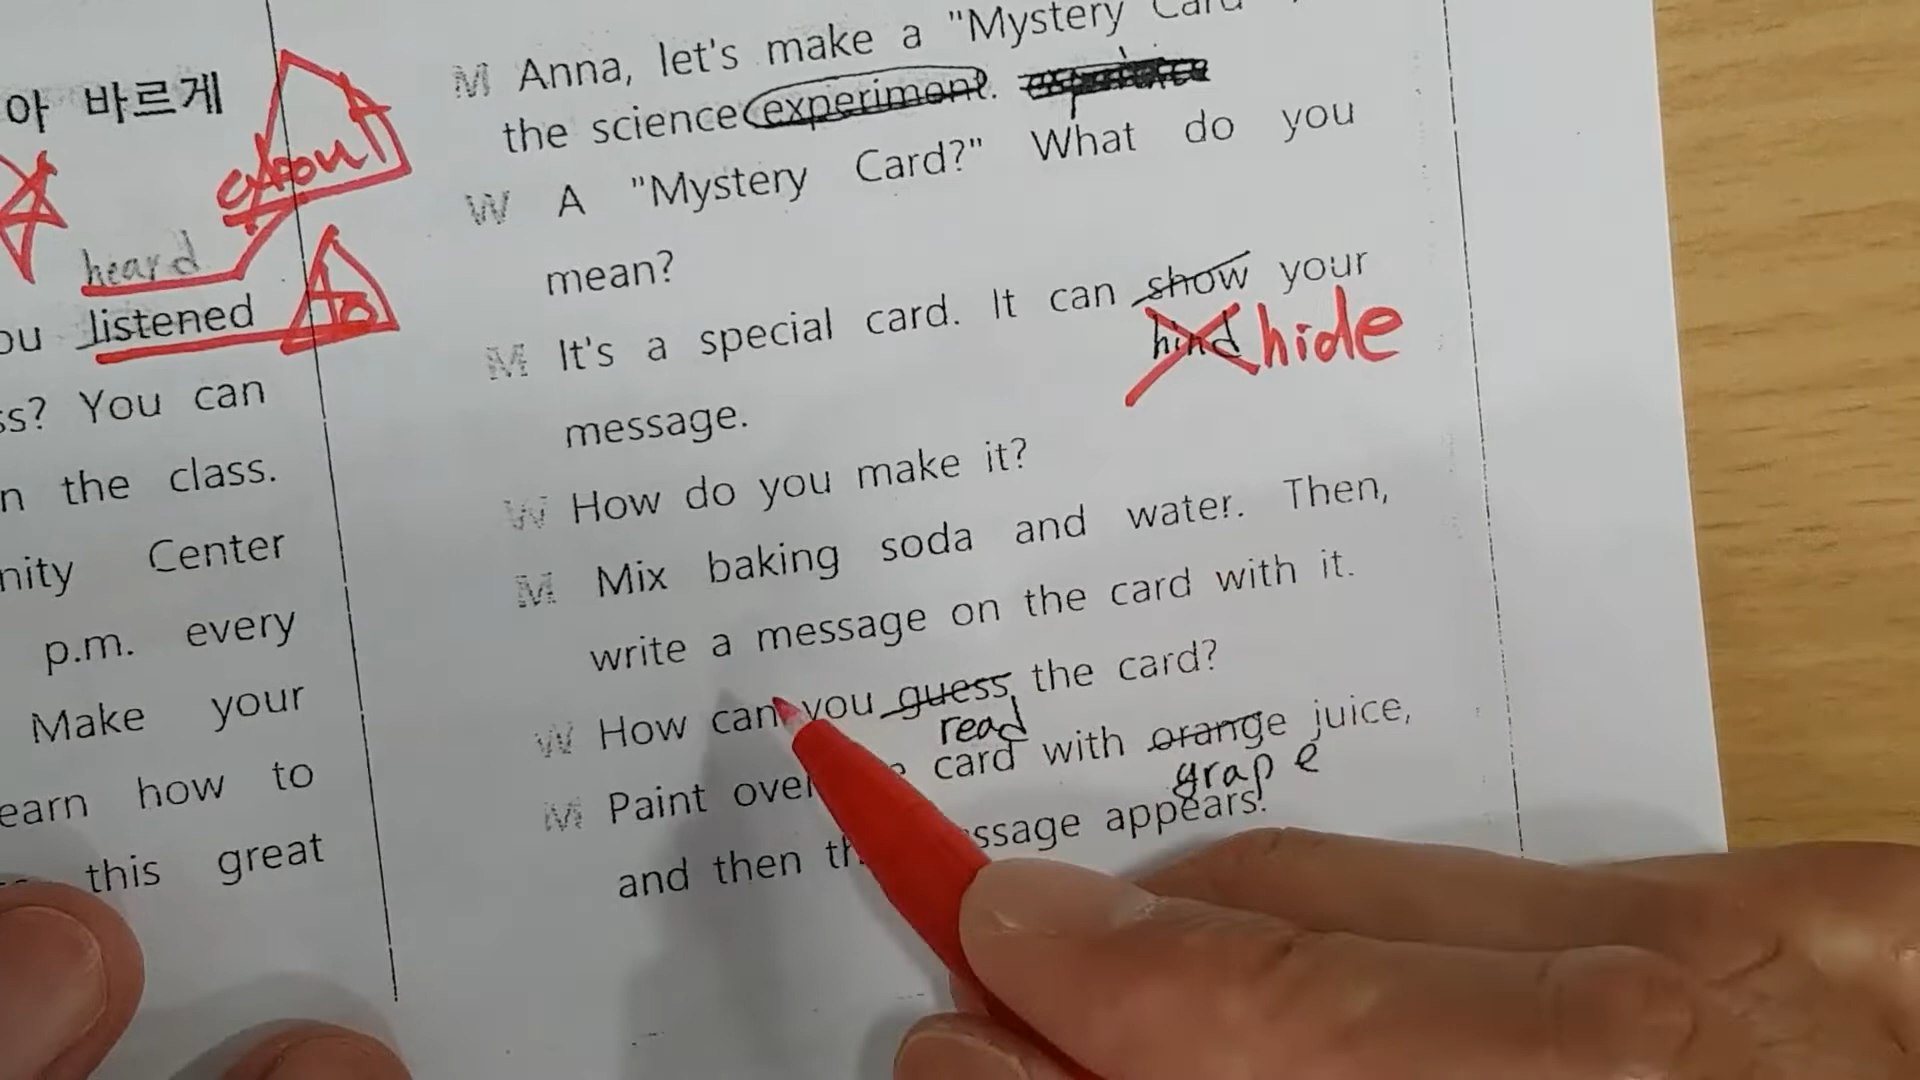 아 바르게
about
heard
ou listened to
ss? You can
n the class.
nity Center
p.m. every
Make your
earn how to
this great
M Anna, let's make a "Mystery Card
the science experiment.
W A "Mystery Card?" What do you
mean?
M It's a special card. It can show your
hind hide
message.
W How do you make it?
M Mix baking soda and water. Then,
write a message on the card with it.
W How can you guess the card?
read
M Paint over card with orange juice,
grape
and then th ssage appears.